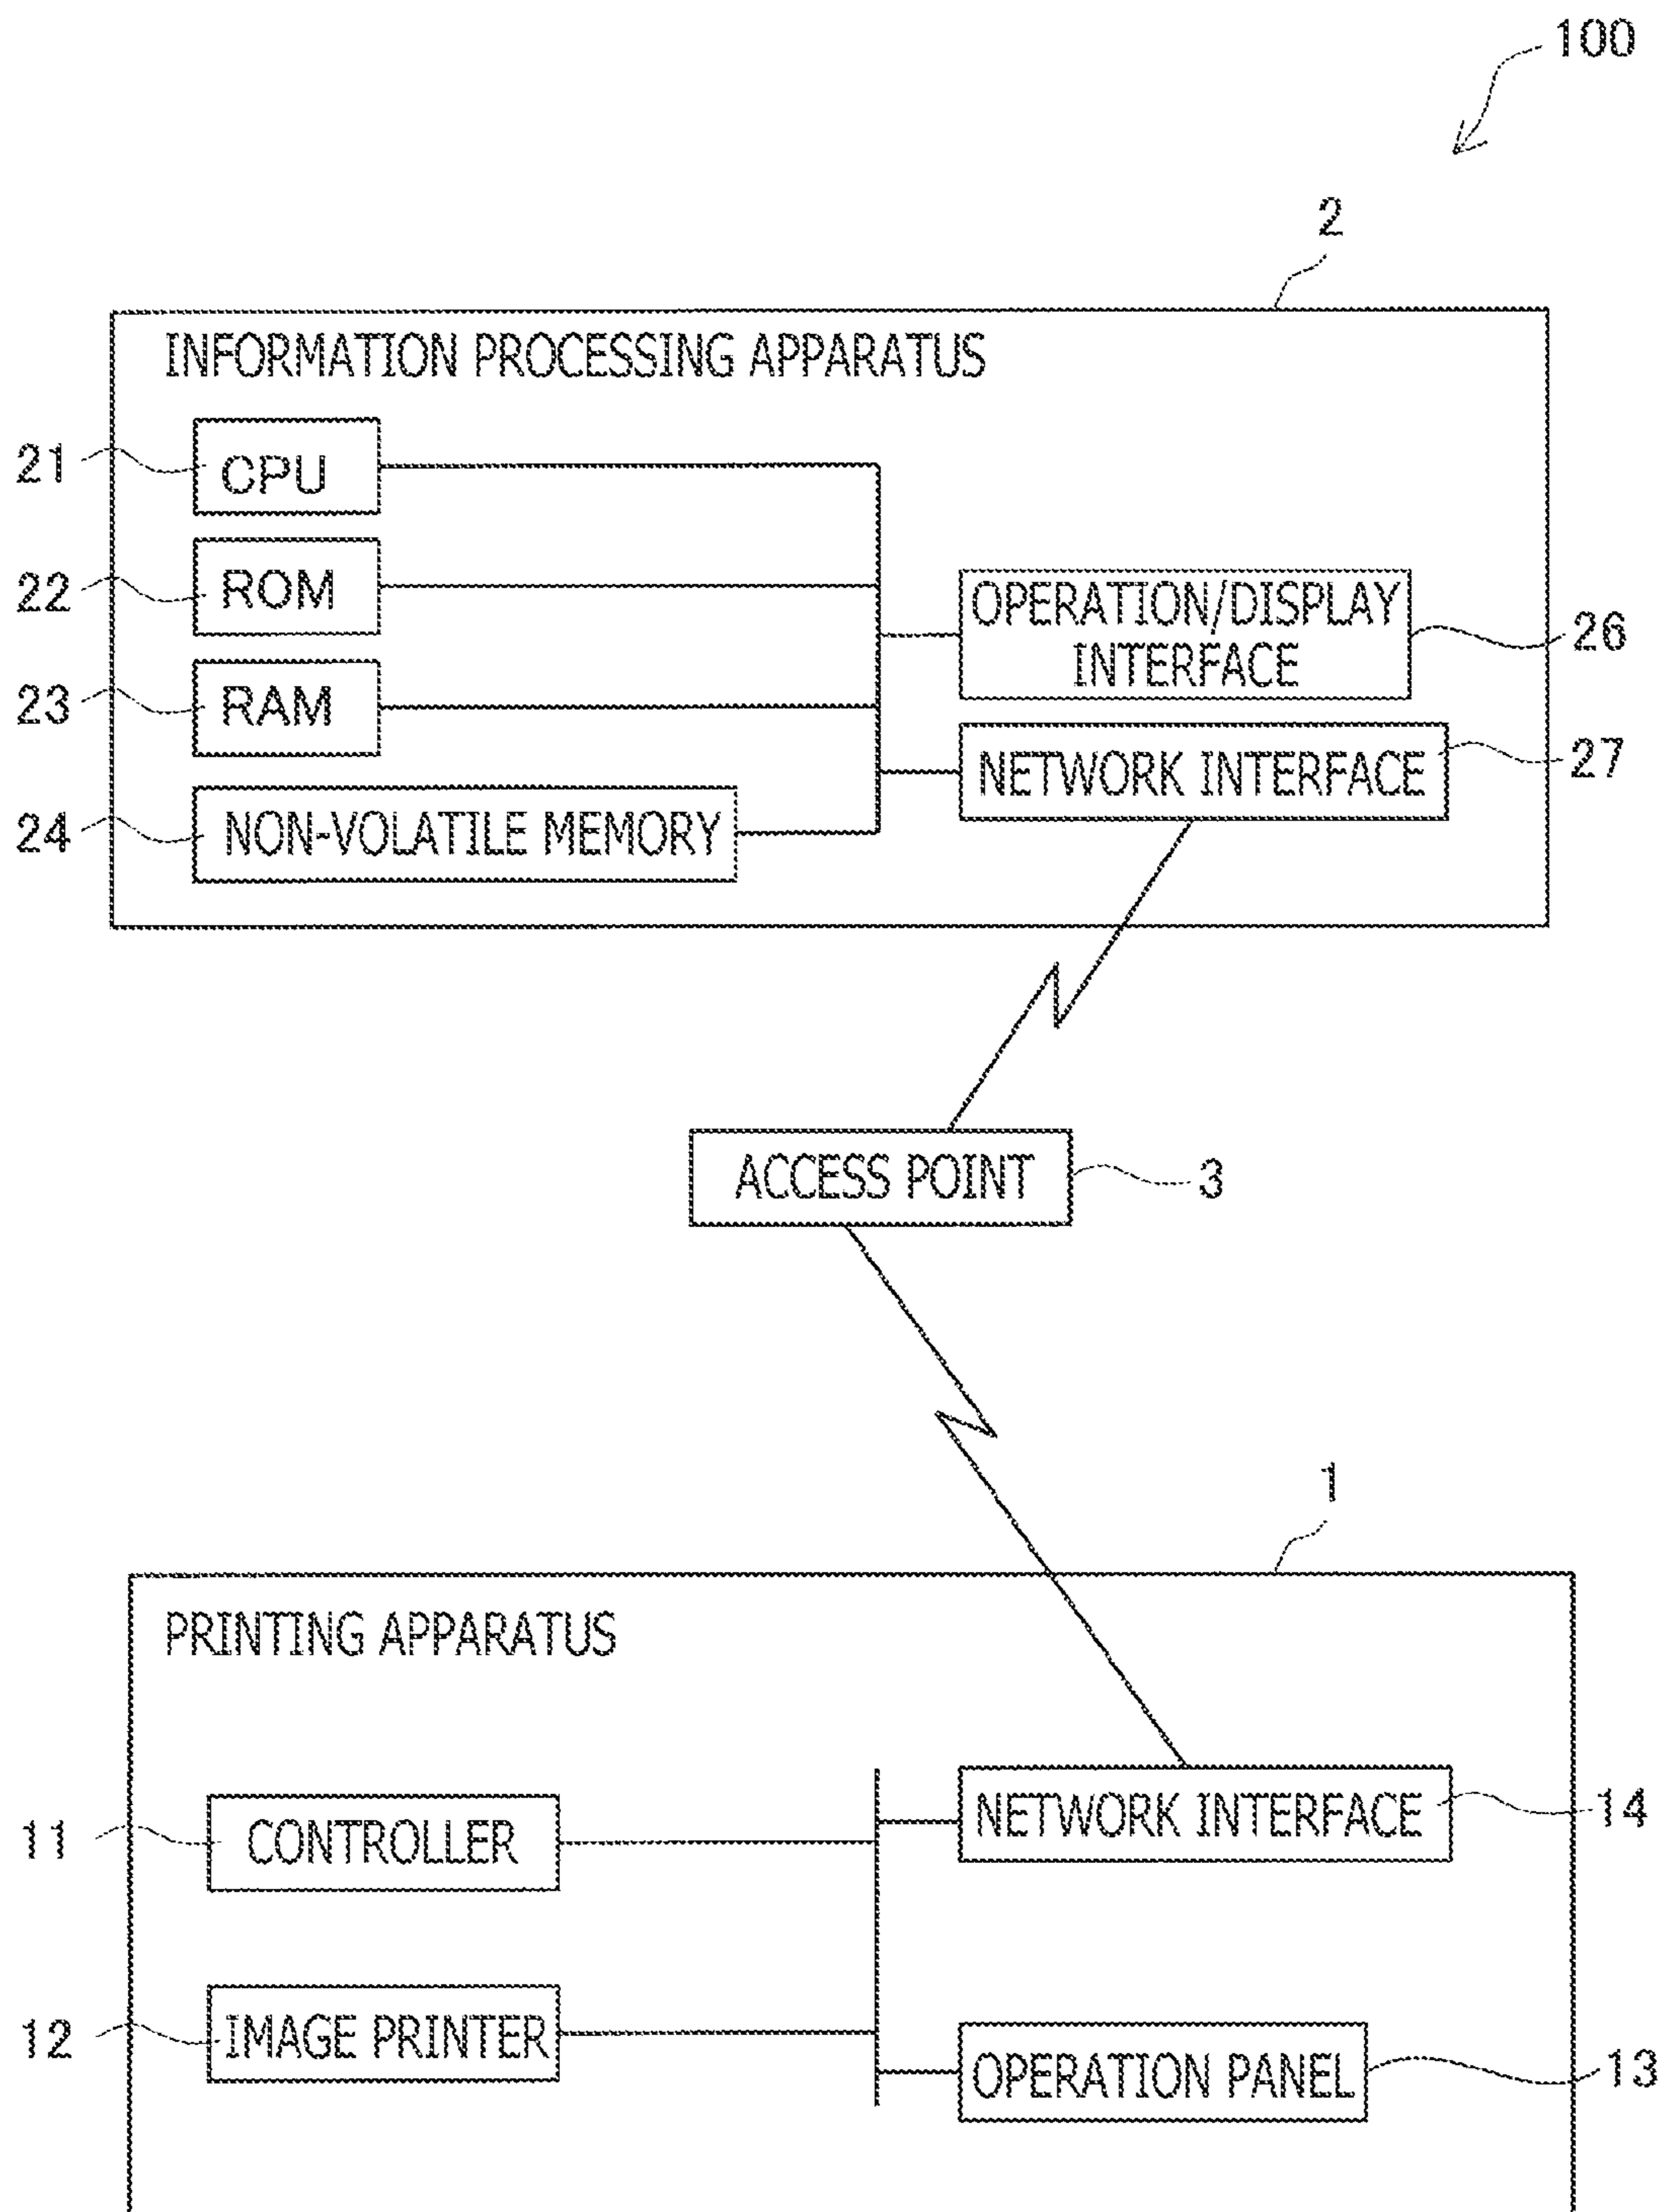 100
2
INFORMATION PROCESSING APPARATUS
21
CPU
22
ROM
23
RAM
24
NON-VOLATILE MEMORY
OPERATION/DISPLAY
INTERFACE
26
NETWORK INTERFACE
27
ACCESS POINT
3
1
PRINTING APPARATUS
11
CONTROLLER
NETWORK INTERFACE
14
12
IMAGE PRINTER
OPERATION PANEL
13